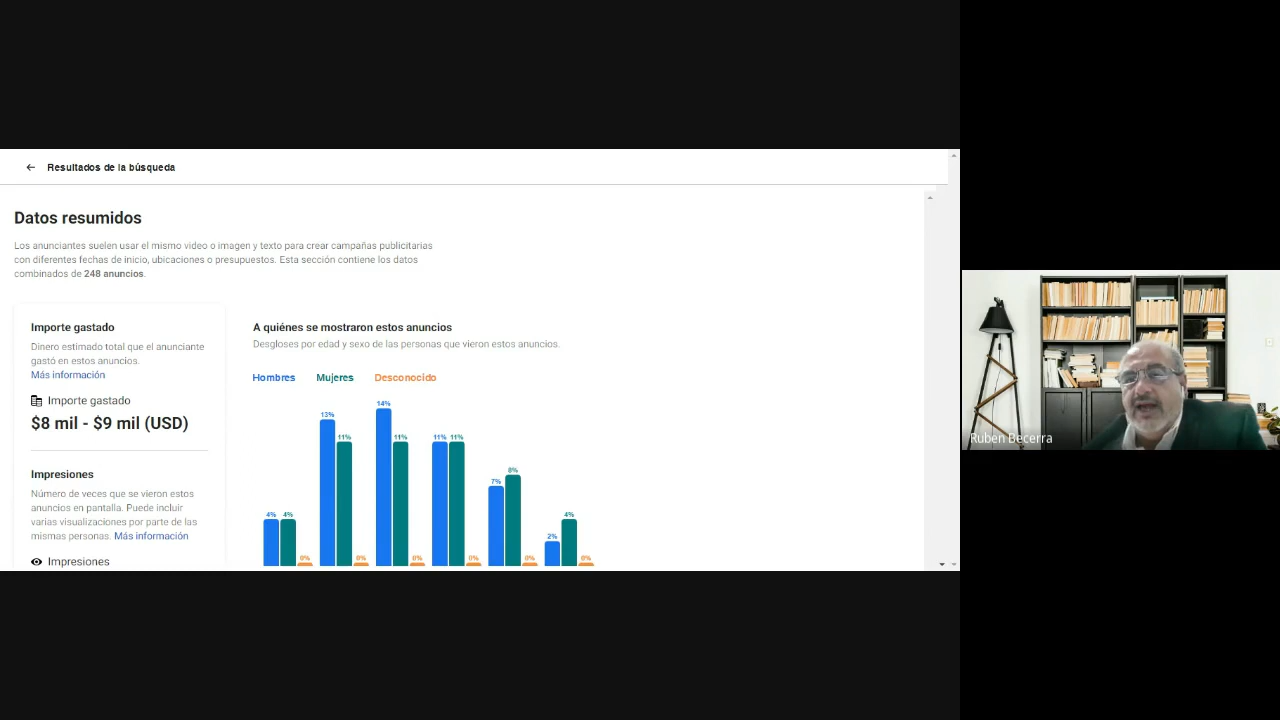 Resultados de la búsqueda
Datos resumidos
Los anunciantes suelen usar el mismo video o imagen y texto para crear campañas publicitarias
con diferentes fechas de inicio, ubicaciones o presupuestos. Esta sección contiene los datos
combinados de 248 anuncios.
Importe gastado
Dinero estimado total que el anunciante
gastó en estos anuncios.
Más información
Importe gastado
$8 mil - $9 mil (USD)
Impresiones
Número de veces que se vieron estos
anuncios en pantalla. Puede incluir
varias visualizaciones por parte de las
mismas personas. Más información
Impresiones
A quiénes se mostraron estos anuncios
Desgloses por edad y sexo de las personas que vieron estos anuncios.
Hombres Mujeres Desconocido
4% 4% 0%
13% 11% 0%
14% 11% 0%
11% 11% 0%
7% 8% 0%
2% 4% 0%
Ruben Becerra